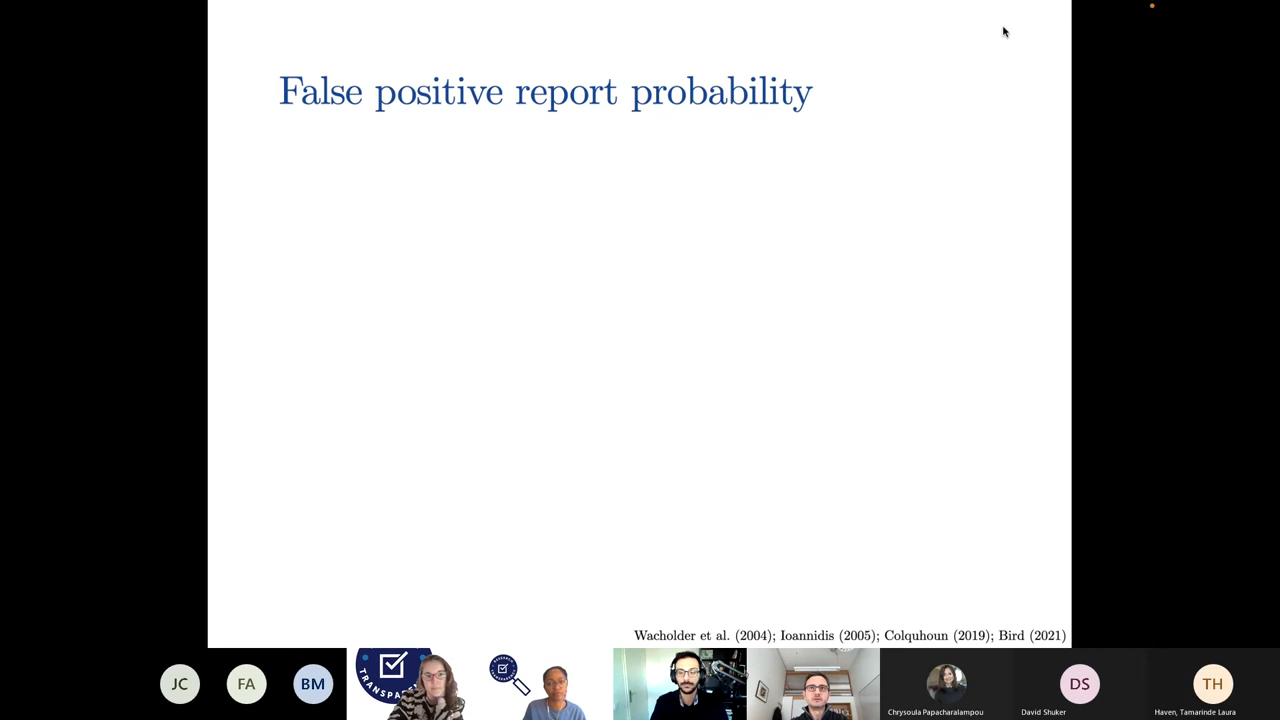 False positive report probability
Wacholder et al. (2004); Ioannidis (2005); Colquhoun (2019); Bird (2021)
JC
FA
BM
TRANSPA
Chrysoula Papacharalampou
DS
David Shuker
TH
Haven, Tamarinde Laura